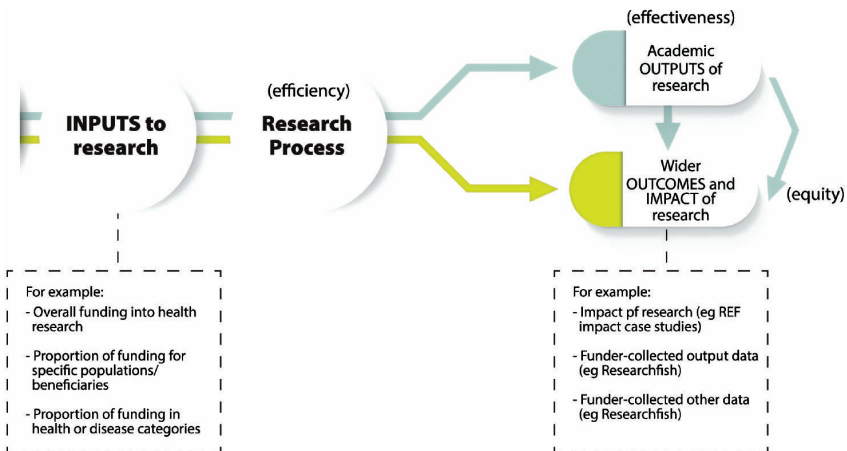 (effectiveness)
Academic
OUTPUTS of
research
(efficiency)
INPUTS to
research
Research
Process
Wider
OUTCOMES and
IMPACT of
research
(equity)
For example:
- Overall funding into health
research
- Proportion of funding for
specific populations/
beneficiaries
- Proportion of funding in
health or disease categories
For example:
- Impact pf research (eg REF
impact case studies)
- Funder-collected output data
(eg Researchfish)
- Funder-collected other data
(eg Researchfish)